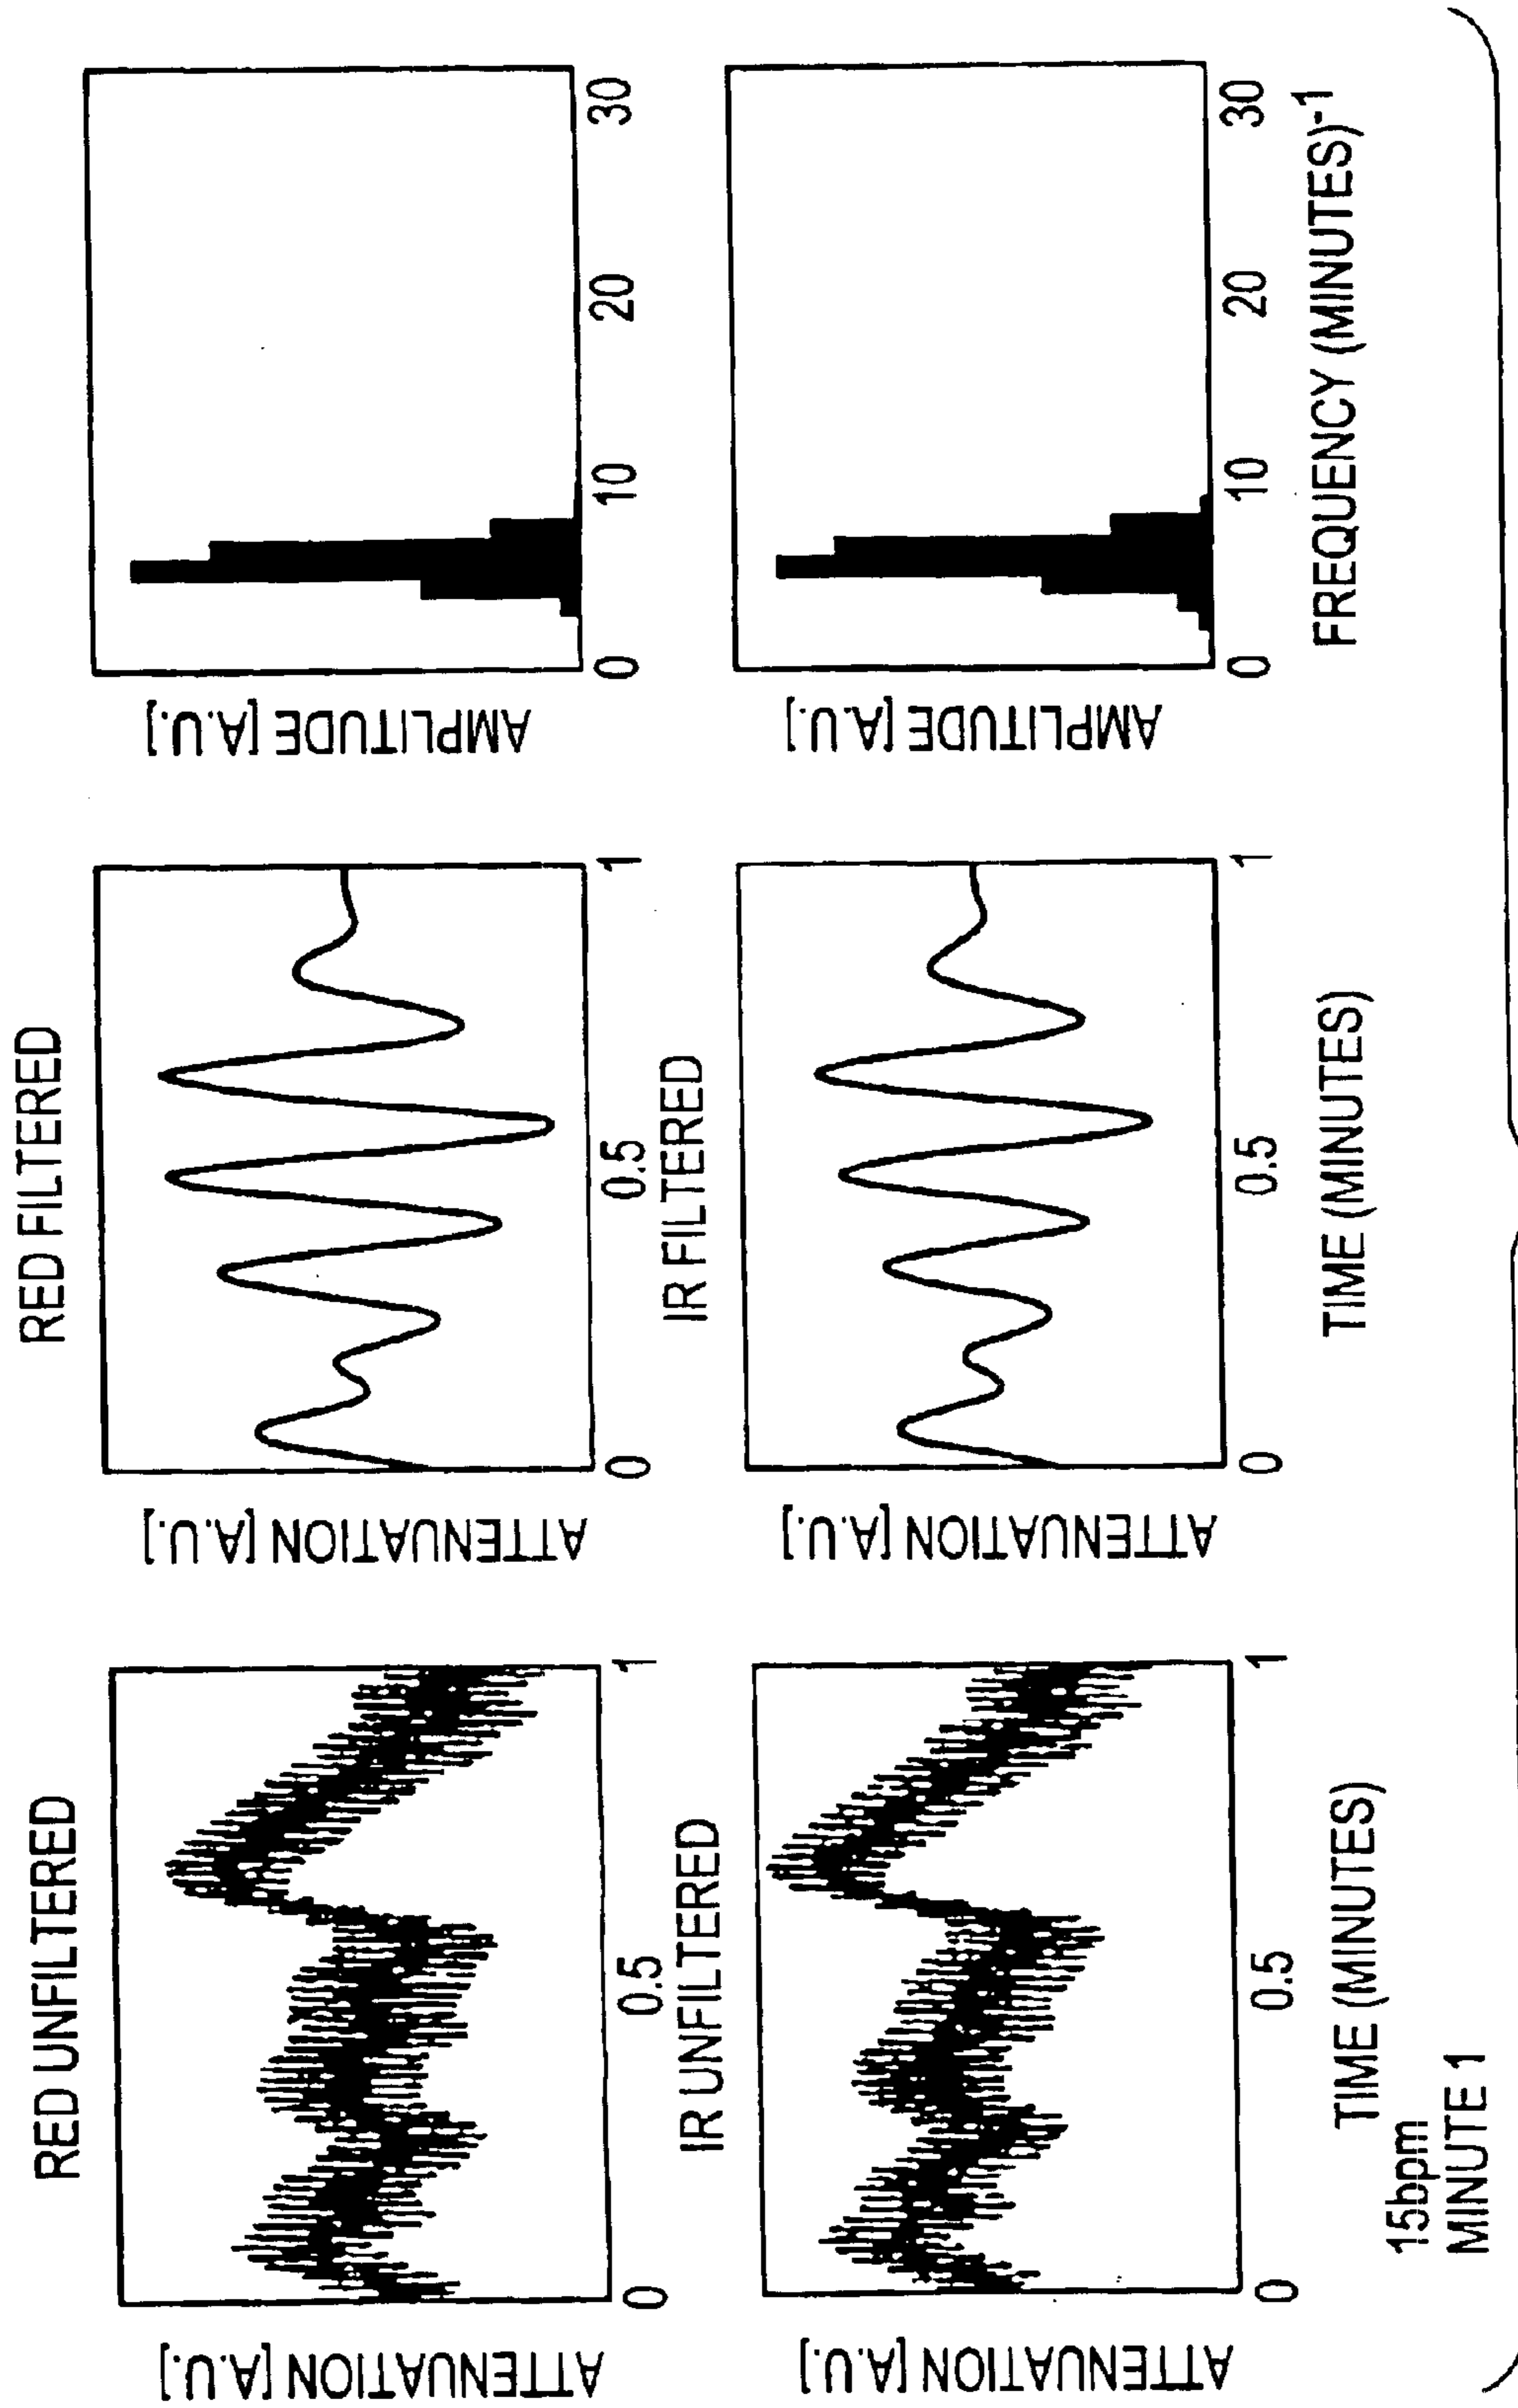 RED UNFILTERED
ATTENUATION [A.U.]
0
0.5
1
RED FILTERED
ATTENUATION [A.U.]
0
0.5
1
AMPLITUDE [A.U.]
0
10
20
30
IR UNFILTERED
ATTENUATION [A.U.]
0
0.5
1
TIME (MINUTES)
IR FILTERED
ATTENUATION [A.U.]
0
0.5
1
TIME (MINUTES)
AMPLITUDE [A.U.]
0
10
20
30
FREQUENCY (MINUTES)-1
15bpm
MINUTE 1